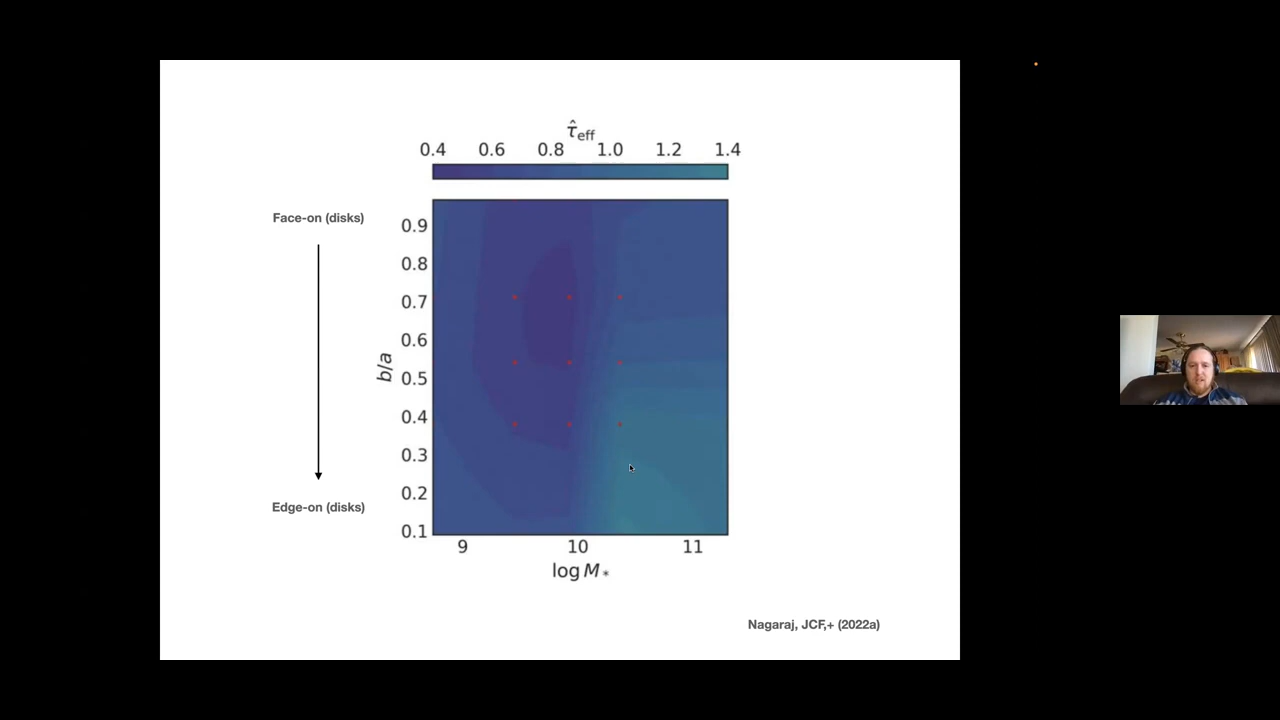 τ̂eff
0.4 0.6 0.8 1.0 1.2 1.4
Face-on (disks)
Edge-on (disks)
b/a
0.9
0.8
0.7
0.6
0.5
0.4
0.3
0.2
0.1
9 10 11
log M*
Nagaraj, JCF,+ (2022a)